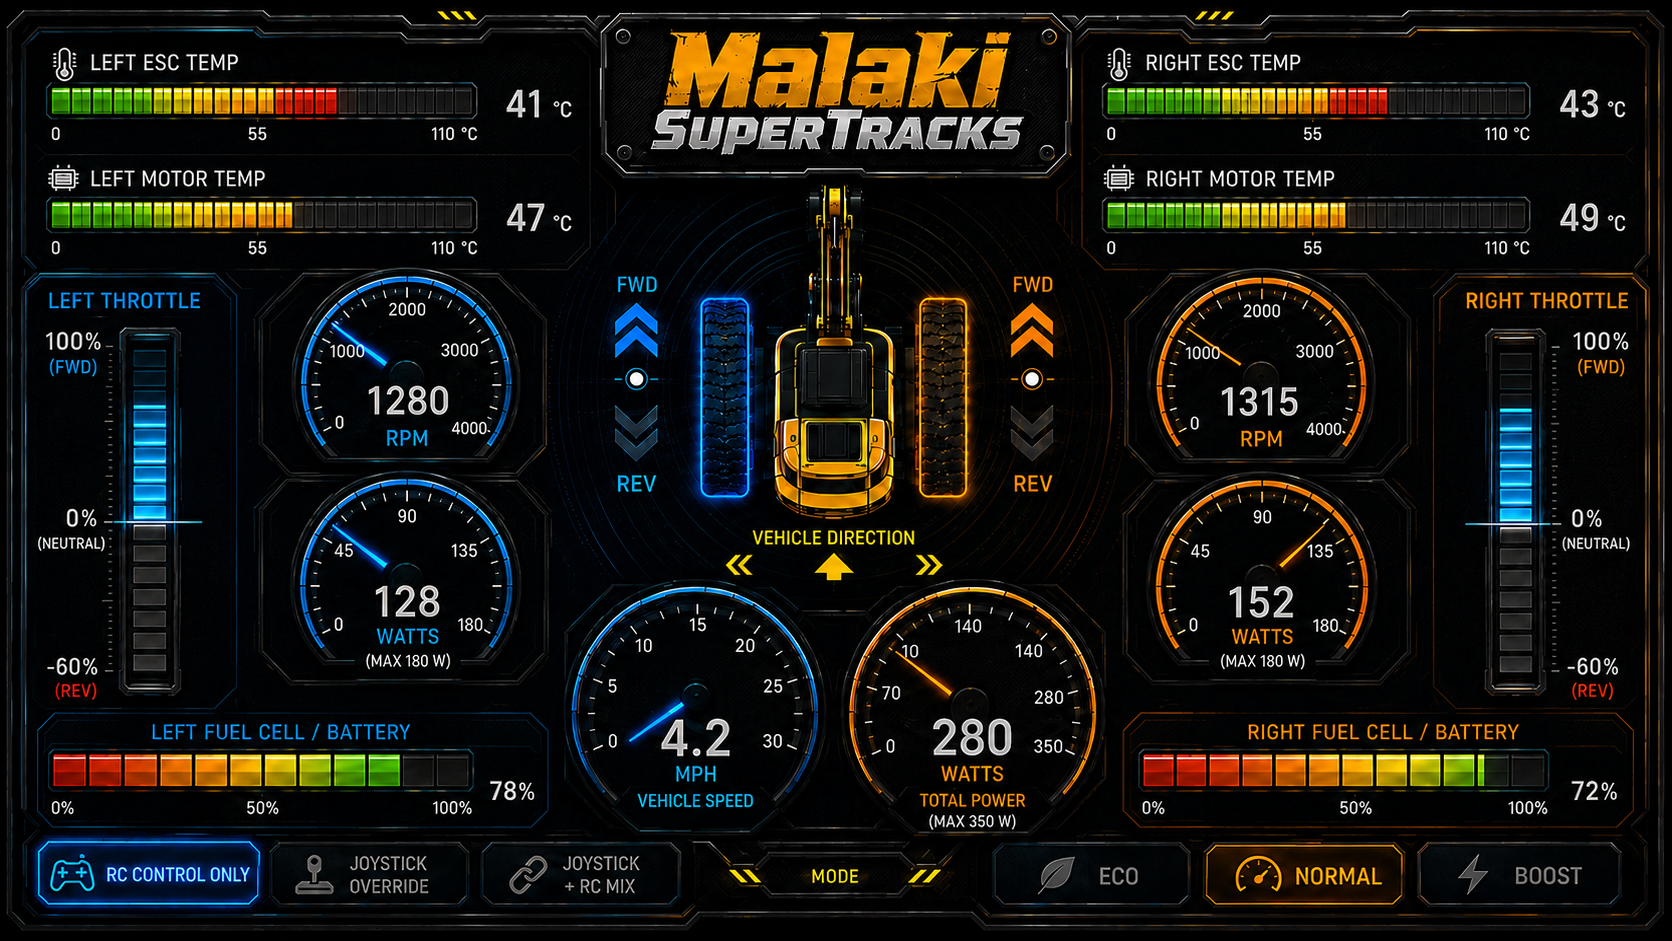 Malaki
SUPERTRACKS
LEFT ESC TEMP
41 °C
0 55 110 °C
LEFT MOTOR TEMP
47 °C
0 55 110 °C
RIGHT ESC TEMP
43 °C
0 55 110 °C
RIGHT MOTOR TEMP
49 °C
0 55 110 °C
LEFT THROTTLE
100%
(FWD)
0%
(NEUTRAL)
-60%
(REV)
0 1000 2000 3000 4000
1280
RPM
0 45 90 135 180
128
WATTS
(MAX 180 W)
FWD
REV
FWD
REV
VEHICLE DIRECTION
0 5 10 15 20 25 30
4.2
MPH
VEHICLE SPEED
0 70 10 140 140 280 350
280
WATTS
TOTAL POWER
(MAX 350 W)
0 1000 2000 3000 4000
1315
RPM
0 45 90 135 180
152
WATTS
(MAX 180 W)
RIGHT THROTTLE
100%
(FWD)
0%
(NEUTRAL)
-60%
(REV)
LEFT FUEL CELL / BATTERY
78%
0% 50% 100%
RIGHT FUEL CELL / BATTERY
72%
0% 50% 100%
RC CONTROL ONLY
JOYSTICK
OVERRIDE
JOYSTICK
+ RC MIX
MODE
ECO
NORMAL
BOOST